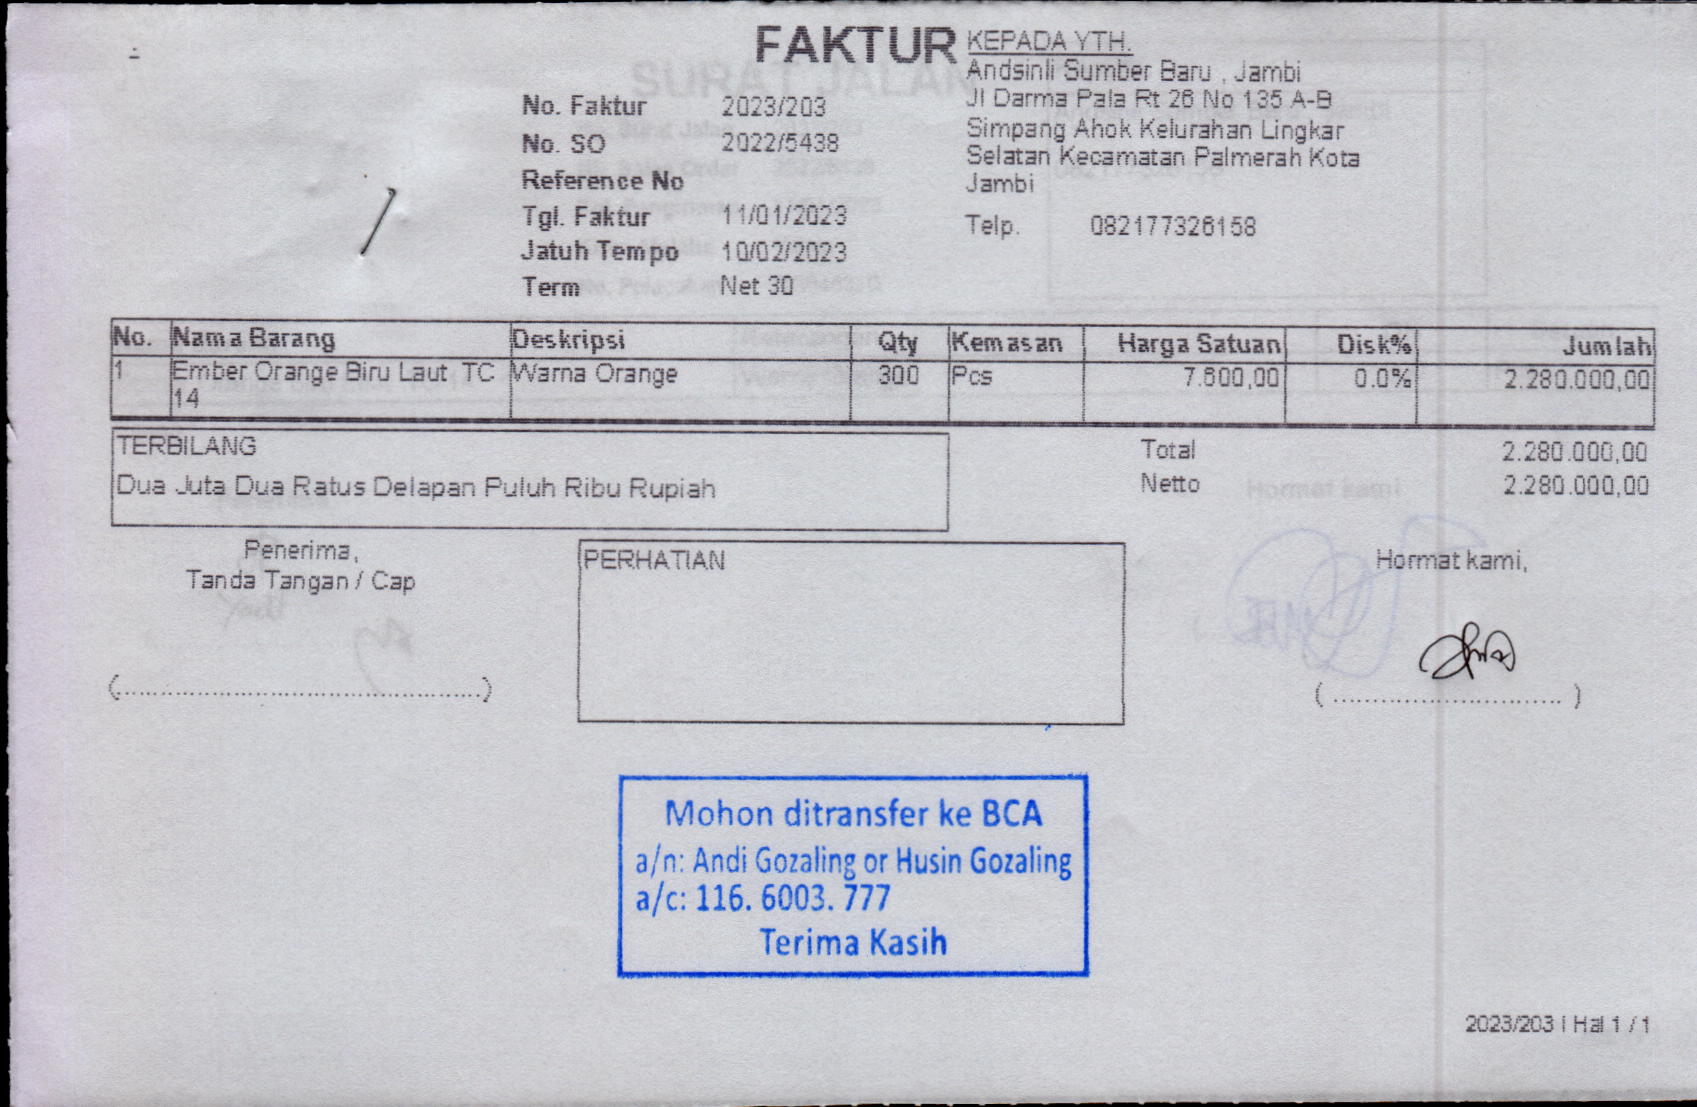 FAKTUR
KEPADA YTH.
Andsinli Sumber Baru , Jambi
Jl Darma Pala Rt 26 No 135 A-B
Simpang Ahok Kelurahan Lingkar
Selatan Kecamatan Palmerah Kota
Jambi
Telp. 082177326158
No. Faktur 2023/203
No. SO 2022/5438
Reference No
Tgl. Faktur 11/01/2023
Jatuh Tempo 10/02/2023
Term Net 30
No. Nama Barang Deskripsi Qty Kemasan Harga Satuan Disk% Jumlah
1 Ember Orange Biru Laut TC Warna Orange 300 Pcs 7.600,00 0.0% 2.280.000,00
14
TERBILANG
Dua Juta Dua Ratus Delapan Puluh Ribu Rupiah
Total 2.280.000,00
Netto 2.280.000,00
Penerima,
Tanda Tangan / Cap
PERHATIAN
Hormat kami,
Mohon ditransfer ke BCA
a/n: Andi Gozaling or Husin Gozaling
a/c: 116. 6003. 777
Terima Kasih
2023/203 | Hal 1 / 1